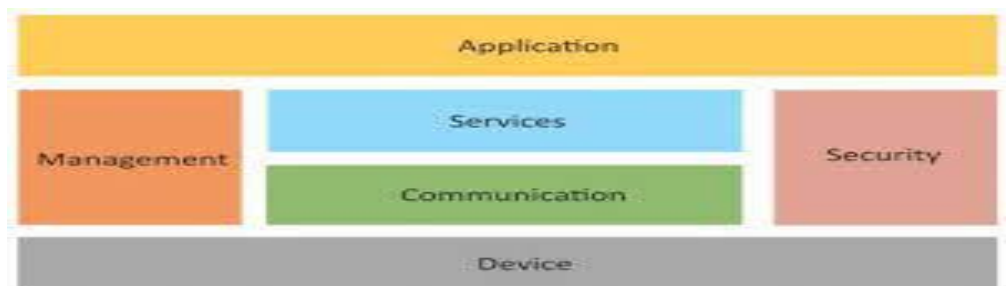 Application
Management
Services
Communication
Security
Device